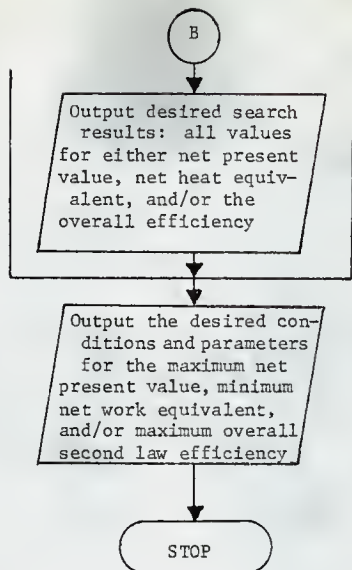 B
Output desired search
results: all values
for either net present
value, net heat equiv-
alent, and/or the
overall efficiency
Output the desired con-
ditions and parameters
for the maximum net
present value, minimum
net work equivalent,
and/or maximum overall
second law efficiency
STOP